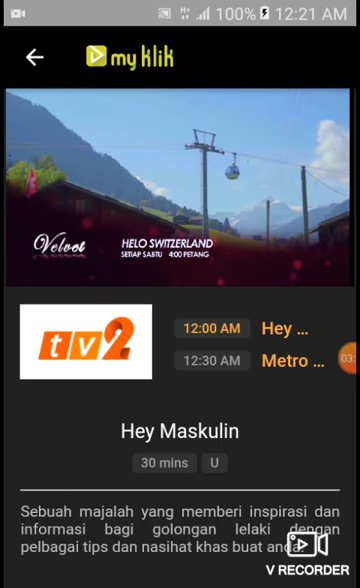 H+ 100% 12:21 AM
my klik
Velvet
HELO SWITZERLAND
SETIAP SABTU 4:00 PETANG
tv2
12:00 AM Hey ...
12:30 AM Metro ...
03:
Hey Maskulin
30 mins U
Sebuah majalah yang memberi inspirasi dan
informasi bagi golongan lelaki dengan
pelbagai tips dan nasihat khas buat anda.
V RECORDER